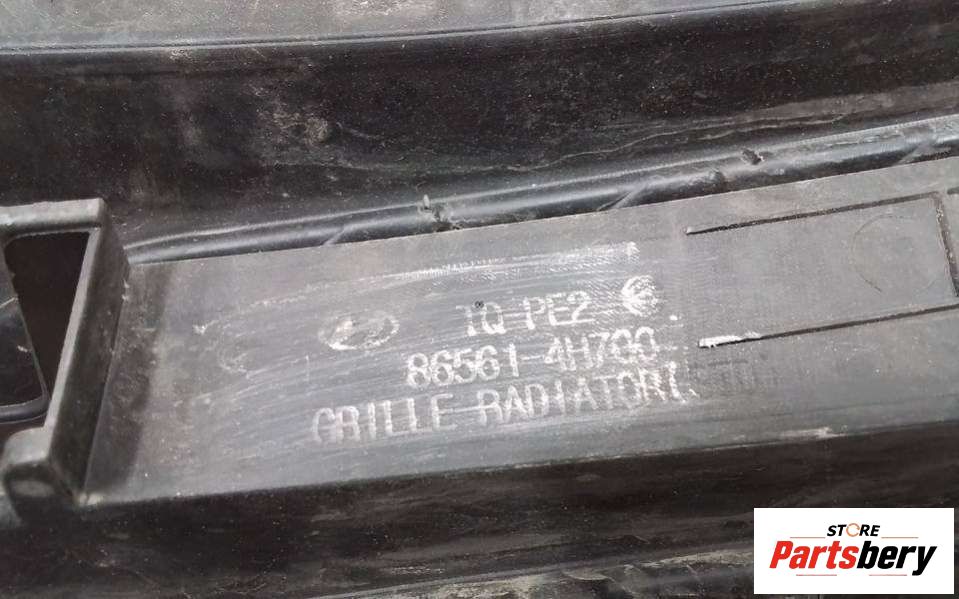 TQ PE2
86561-4H700
GRILLE-RADIATOR
STORE
Partsbery